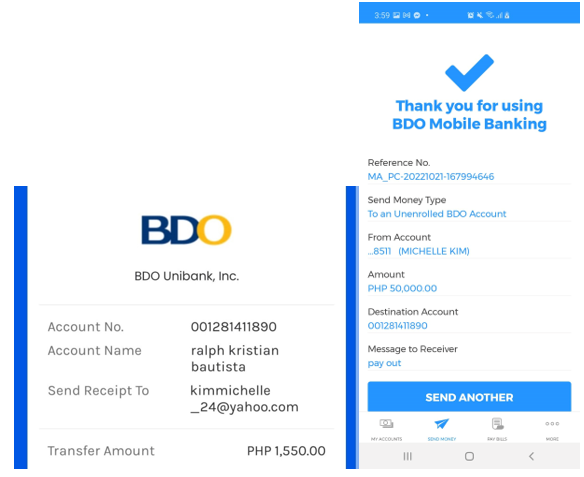 BDO
BDO Unibank, Inc.
Account No. 001281411890
Account Name ralph kristian
bautista
Send Receipt To kimmichelle
_24@yahoo.com
Transfer Amount PHP 1,550.00
3:59
Thank you for using
BDO Mobile Banking
Reference No.
MA_PC-20221021-167994646
Send Money Type
To an Unenrolled BDO Account
From Account
...8511 (MICHELLE KIM)
Amount
PHP 50,000.00
Destination Account
001281411890
Message to Receiver
pay out
SEND ANOTHER
MY ACCOUNTS SEND MONEY PAY BILLS MORE